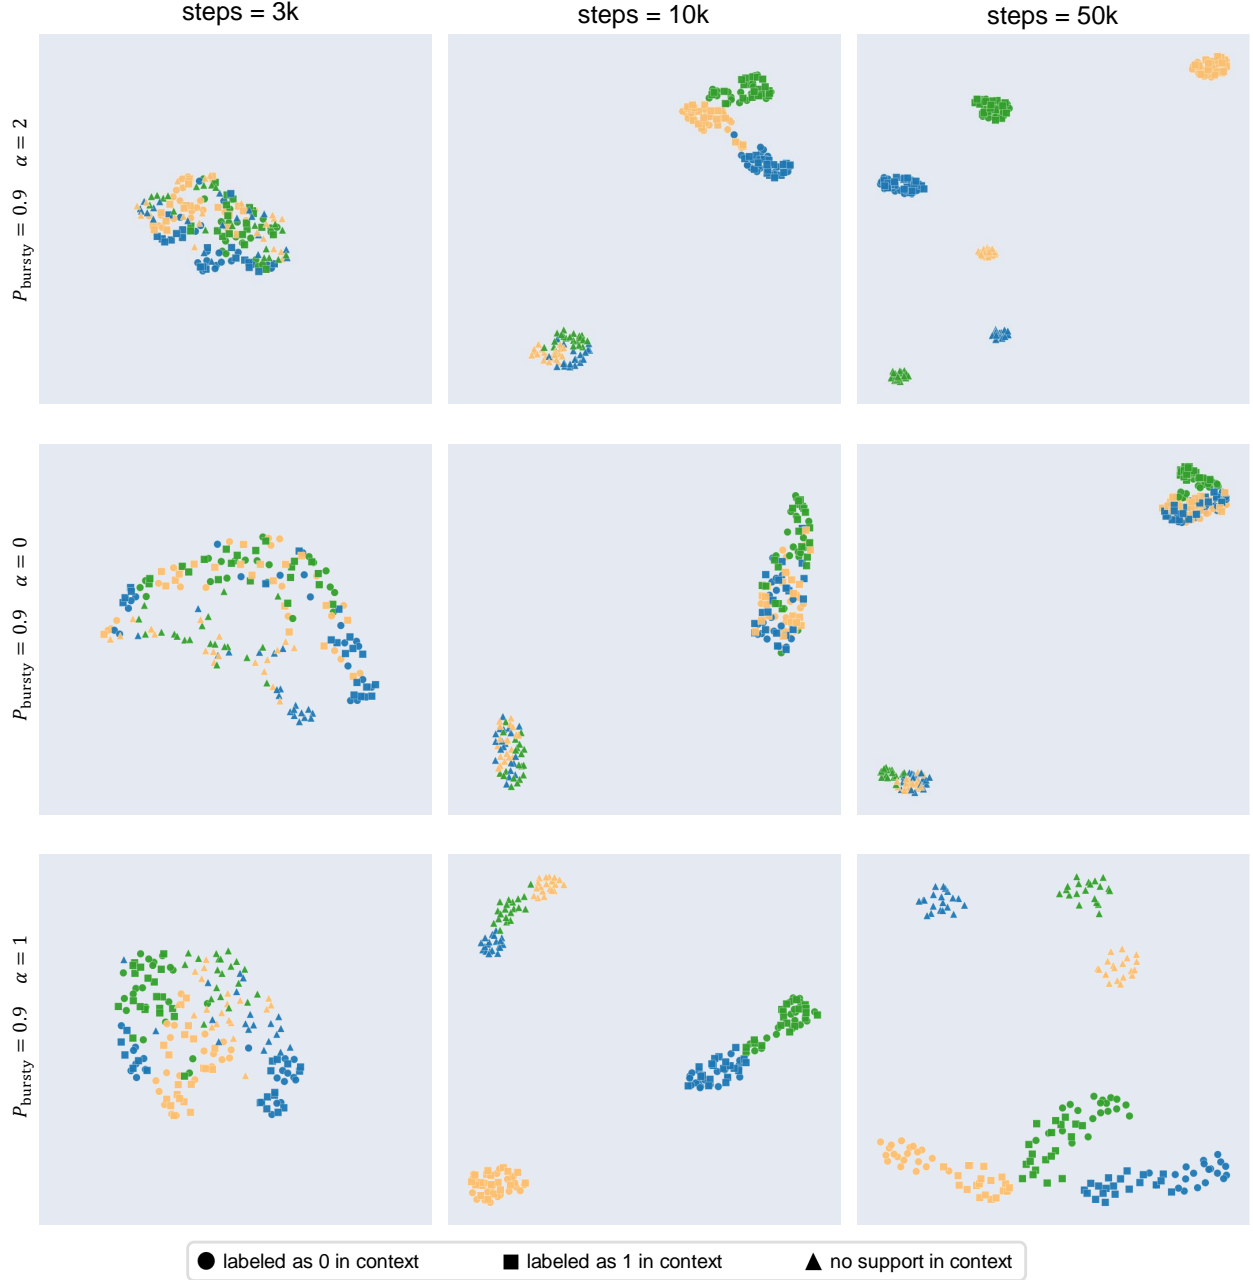 steps = 3k
steps = 10k
steps = 50k
P_bursty = 0.9 α = 2
P_bursty = 0.9 α = 0
P_bursty = 0.9 α = 1
labeled as 0 in context
labeled as 1 in context
no support in context